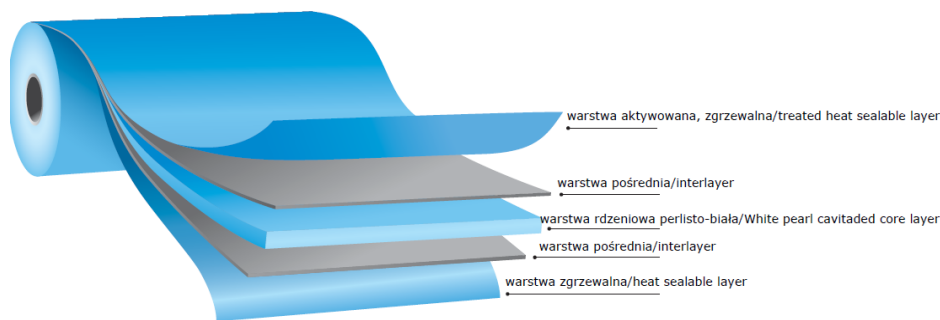 warstwa aktywowana, zgrzewalna/treated heat sealable layer
warstwa pośrednia/interlayer
warstwa rdzeniowa perlisto-biała/White pearl cavitaded core layer
warstwa pośrednia/interlayer
warstwa zgrzewalna/heat sealable layer